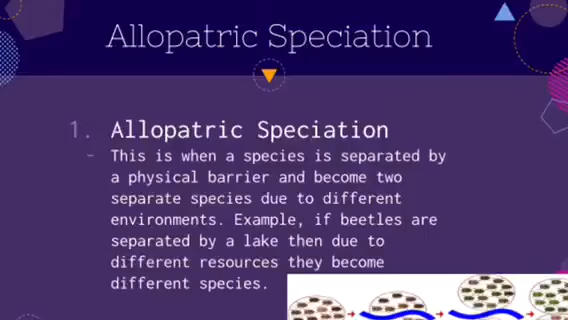 Allopatric Speciation
1. Allopatric Speciation
- This is when a species is separated by
a physical barrier and become two
separate species due to different
environments. Example, if beetles are
separated by a lake then due to
different resources they become
different species.